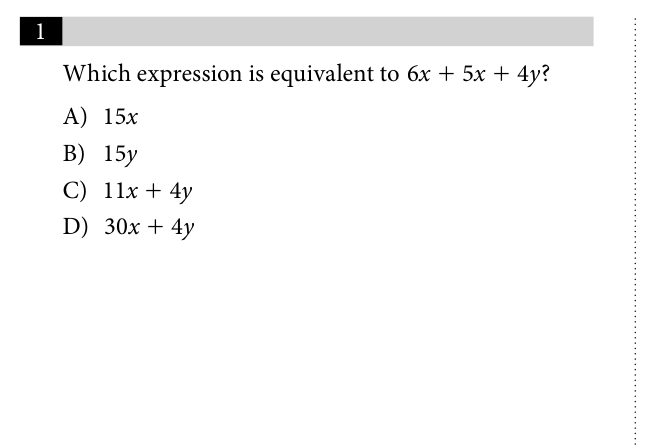 1
Which expression is equivalent to 6x + 5x + 4y?
A) 15x
B) 15y
C) 11x + 4y
D) 30x + 4y